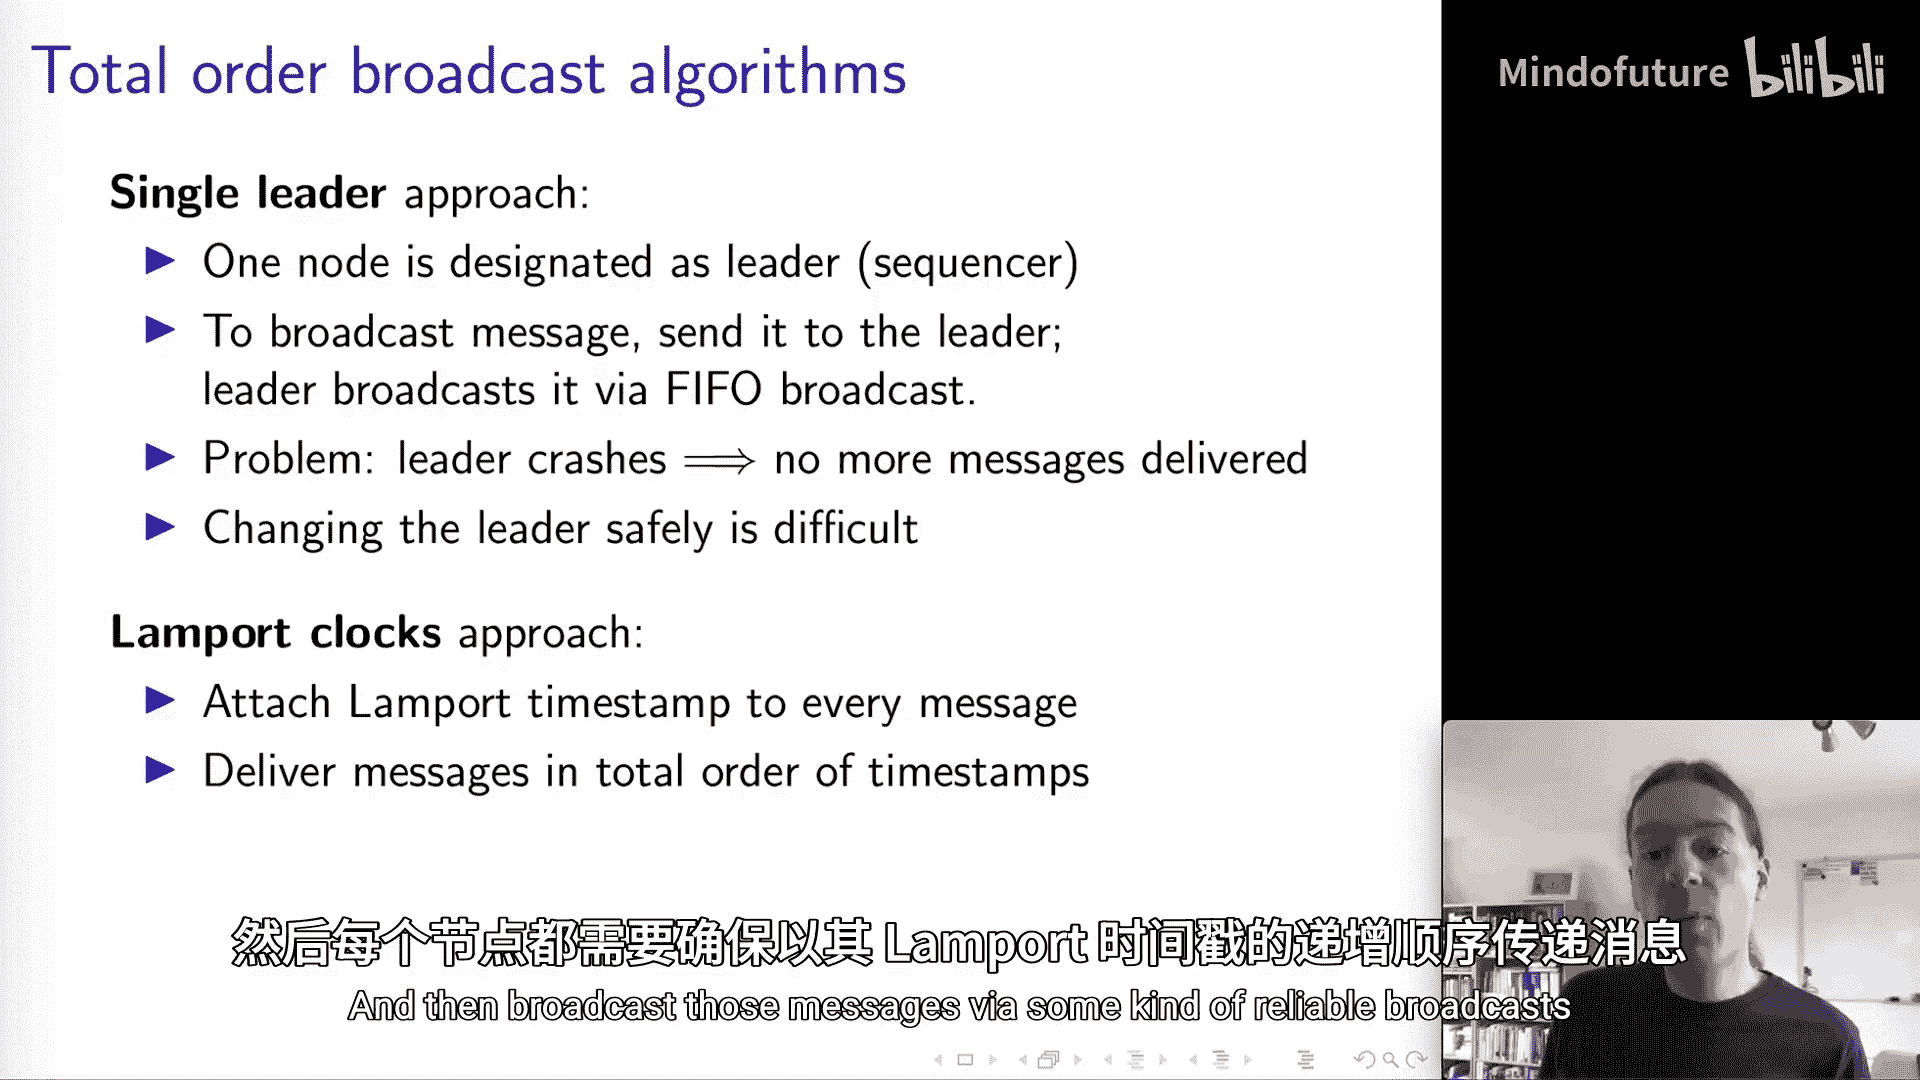 Total order broadcast algorithms
Mindofuture bilibili
Single leader approach:
▶ One node is designated as leader (sequencer)
▶ To broadcast message, send it to the leader;
leader broadcasts it via FIFO broadcast.
▶ Problem: leader crashes ⟹ no more messages delivered
▶ Changing the leader safely is difficult
Lamport clocks approach:
▶ Attach Lamport timestamp to every message
▶ Deliver messages in total order of timestamps
然后每个节点都需要确保以其 Lamport 时间戳的递增顺序传递消息
And then broadcast those messages via some kind of reliable broadcasts